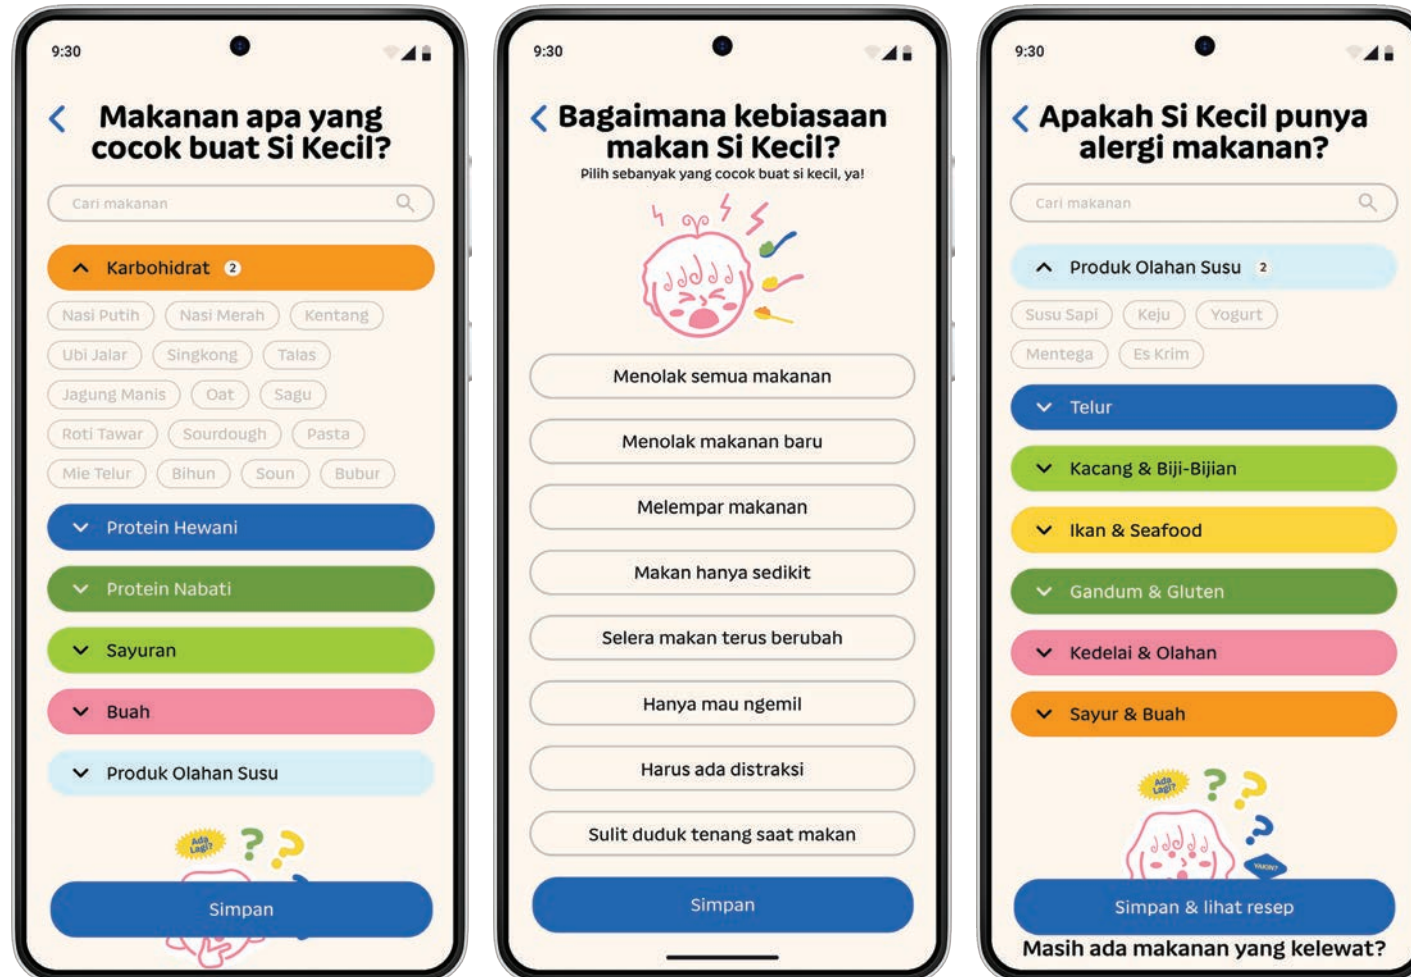 9:30
Makanan apa yang
cocok buat Si Kecil?
Cari makanan
Karbohidrat 2
Nasi Putih Nasi Merah Kentang
Ubi Jalar Singkong Talas
Jagung Manis Oat Sagu
Roti Tawar Sourdough Pasta
Mie Telur Bihun Soun Bubur
Protein Hewani
Protein Nabati
Sayuran
Buah
Produk Olahan Susu
Ada
Lagi?
? ?
Simpan
9:30
Bagaimana kebiasaan
makan Si Kecil?
Pilih sebanyak yang cocok buat si kecil, ya!
Menolak semua makanan
Menolak makanan baru
Melempar makanan
Makan hanya sedikit
Selera makan terus berubah
Hanya mau ngemil
Harus ada distraksi
Sulit duduk tenang saat makan
Simpan
9:30
Apakah Si Kecil punya
alergi makanan?
Cari makanan
Produk Olahan Susu 2
Susu Sapi Keju Yogurt
Mentega Es Krim
Telur
Kacang & Biji-Bijian
Ikan & Seafood
Gandum & Gluten
Kedelai & Olahan
Sayur & Buah
Ada
Lagi?
? ? ?
YAKIN?
Simpan & lihat resep
Masih ada makanan yang kelewat?